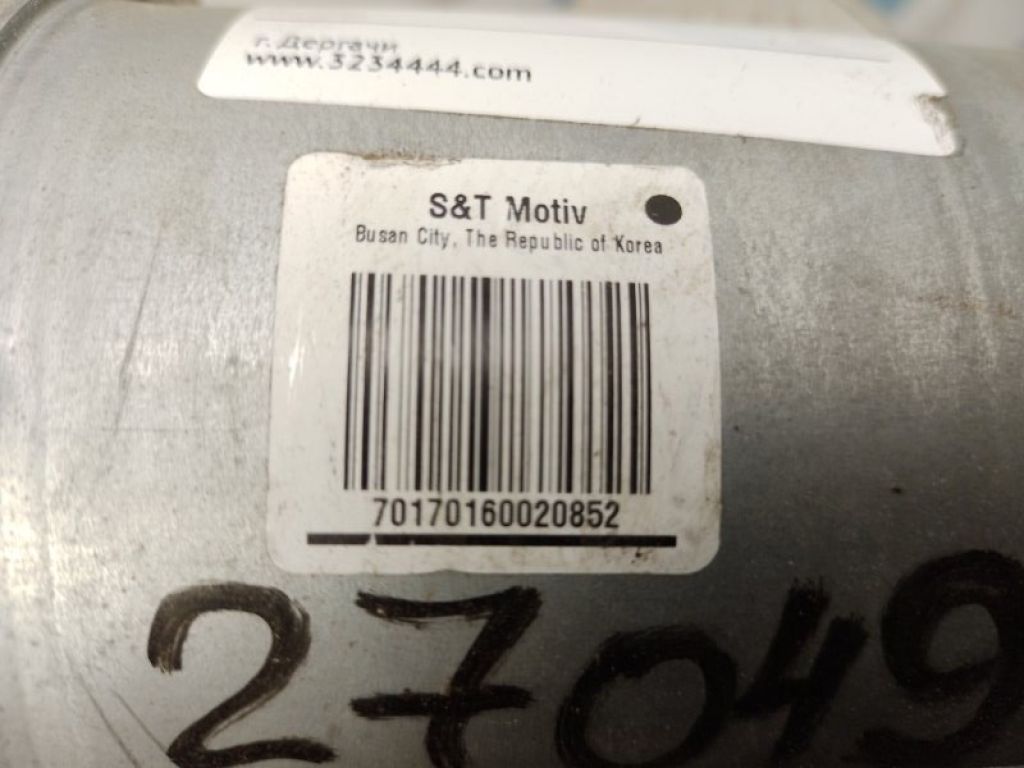 г. Дергачи
www.3234444.com
S&T Motiv
Busan City, The Republic of Korea
70170160020852
27049